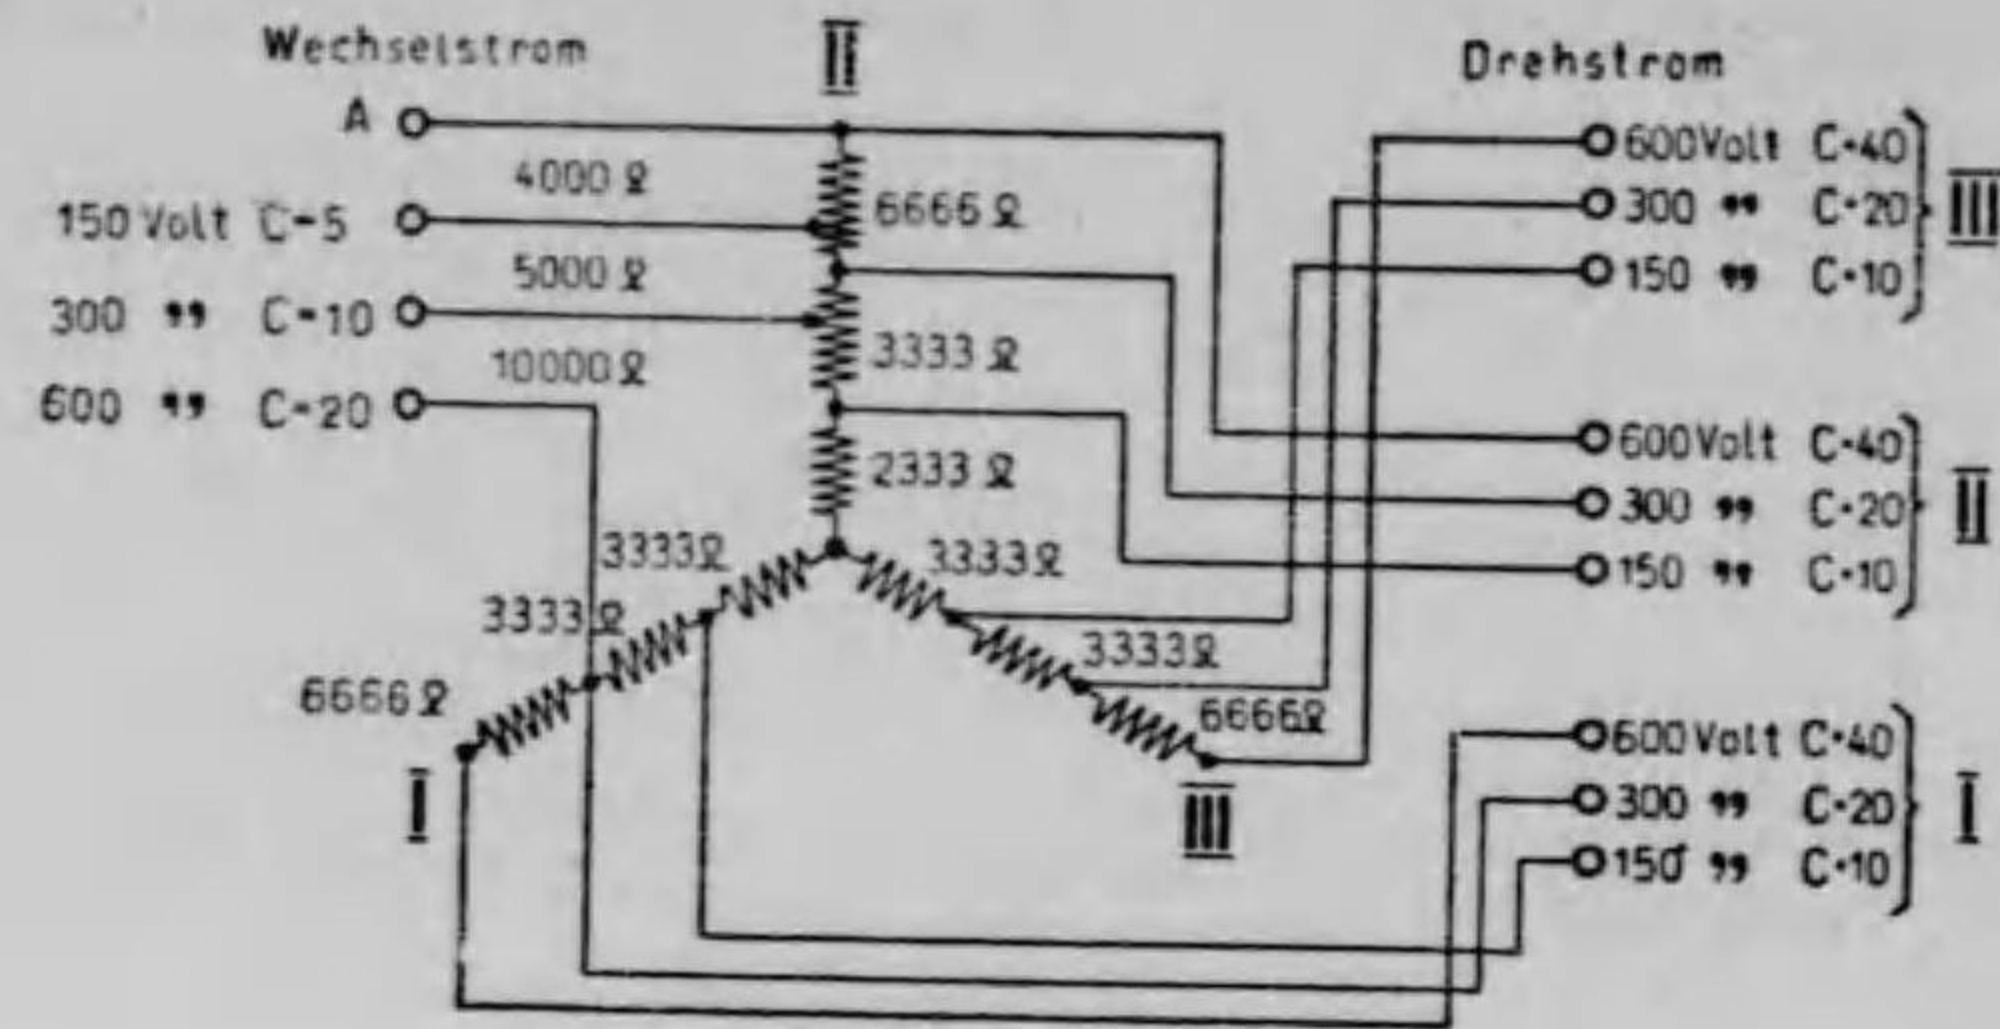 Wechselstrom
II
Drehstrom
A
4000 Ω
150 Volt C=5
5000 Ω
300 " C=10
10000 Ω
600 " C=20
6666 Ω
3333 Ω
2333 Ω
3333 Ω
3333 Ω
6666 Ω
I
3333 Ω
3333 Ω
6666 Ω
III
600 Volt C=40
300 " C=20
150 " C=10
III
600 Volt C=40
300 " C=20
150 " C=10
II
600 Volt C=40
300 " C=20
150 " C=10
I